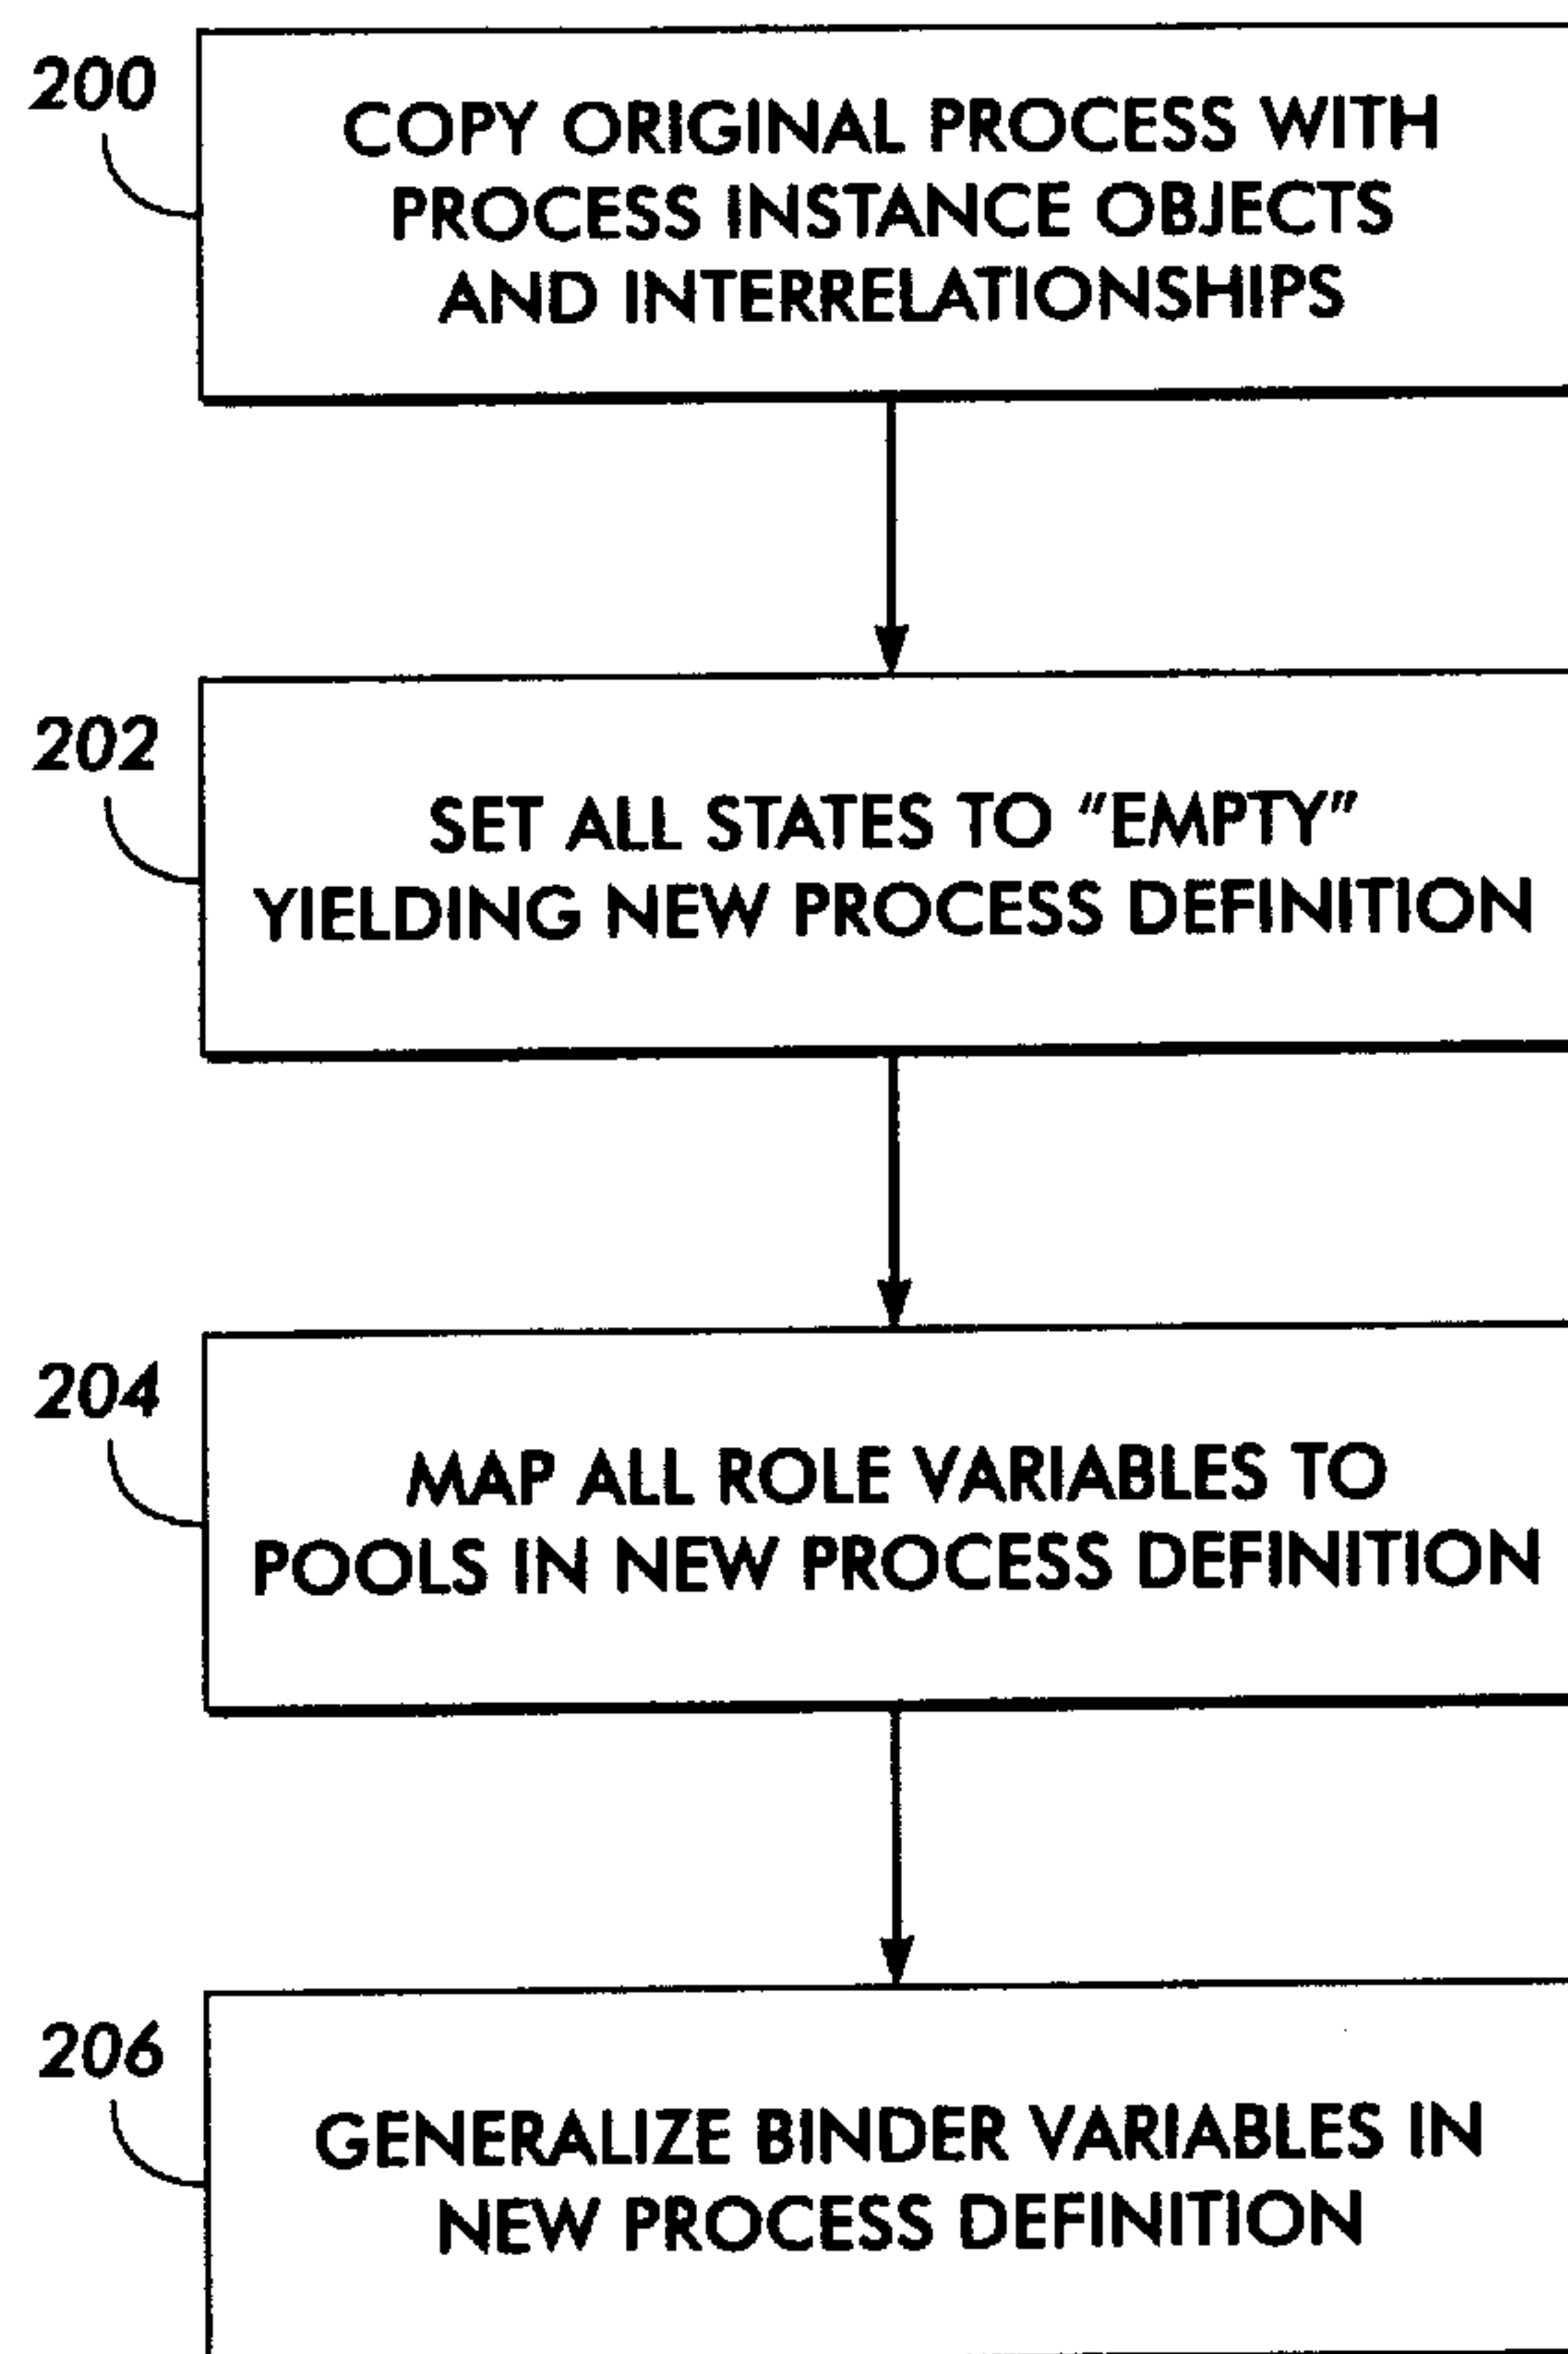 200
COPY ORIGINAL PROCESS WITH
PROCESS INSTANCE OBJECTS
AND INTERRELATIONSHIPS
202
SET ALL STATES TO "EMPTY"
YIELDING NEW PROCESS DEFINITION
204
MAP ALL ROLE VARIABLES TO
POOLS IN NEW PROCESS DEFINITION
206
GENERALIZE BINDER VARIABLES IN
NEW PROCESS DEFINITION